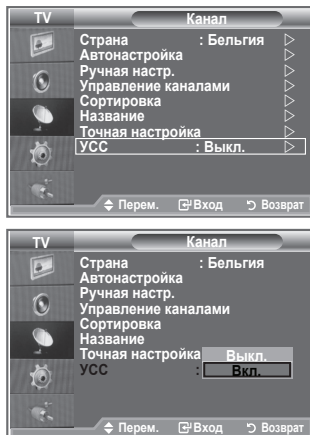 TV Канал
Страна : Бельгия
Автонастройка
Ручная настр.
Управление каналами
Сортировка
Название
Точная настройка
УСС : Выкл.
Перем. Вход Возврат
TV Канал
Страна : Бельгия
Автонастройка
Ручная настр.
Управление каналами
Сортировка
Название
Точная настройка Выкл.
УСС : Вкл.
Перем. Вход Возврат